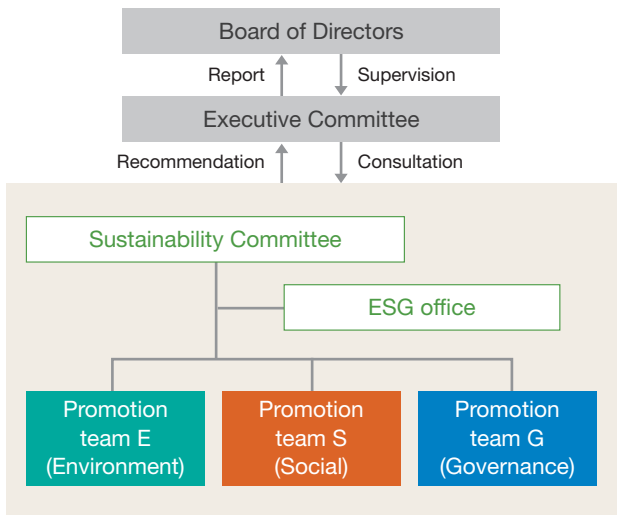 Board of Directors
Report
Supervision
Executive Committee
Recommendation
Consultation
Sustainability Committee
ESG office
Promotion
team E
(Environment)
Promotion
team S
(Social)
Promotion
team G
(Governance)